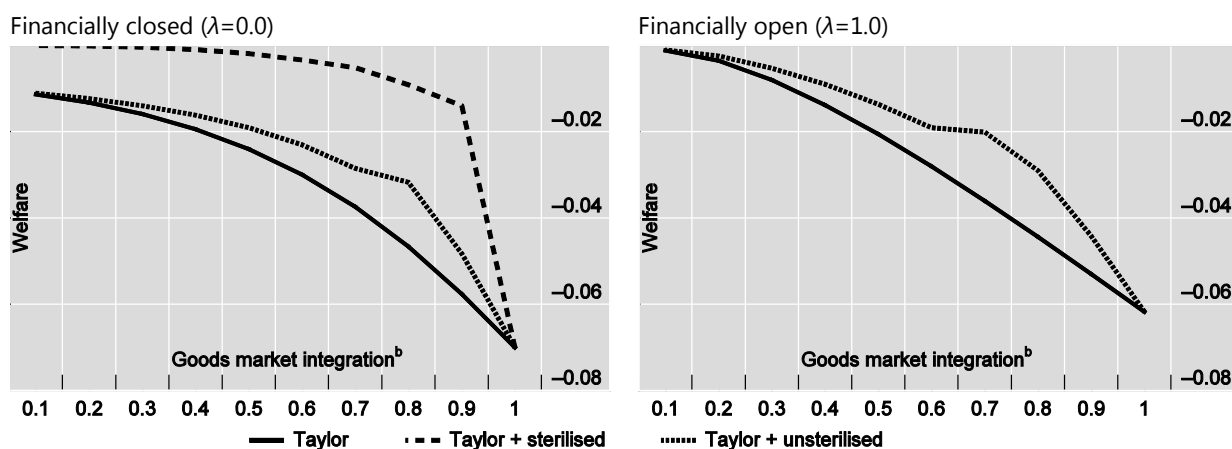 Financially closed (λ=0.0)
Welfare
–0.02
–0.04
–0.06
–0.08
Goods market integrationᵇ
0.1 0.2 0.3 0.4 0.5 0.6 0.7 0.8 0.9 1
Financially open (λ=1.0)
Welfare
–0.02
–0.04
–0.06
–0.08
Goods market integrationᵇ
0.1 0.2 0.3 0.4 0.5 0.6 0.7 0.8 0.9 1
Taylor Taylor + sterilised Taylor + unsterilised